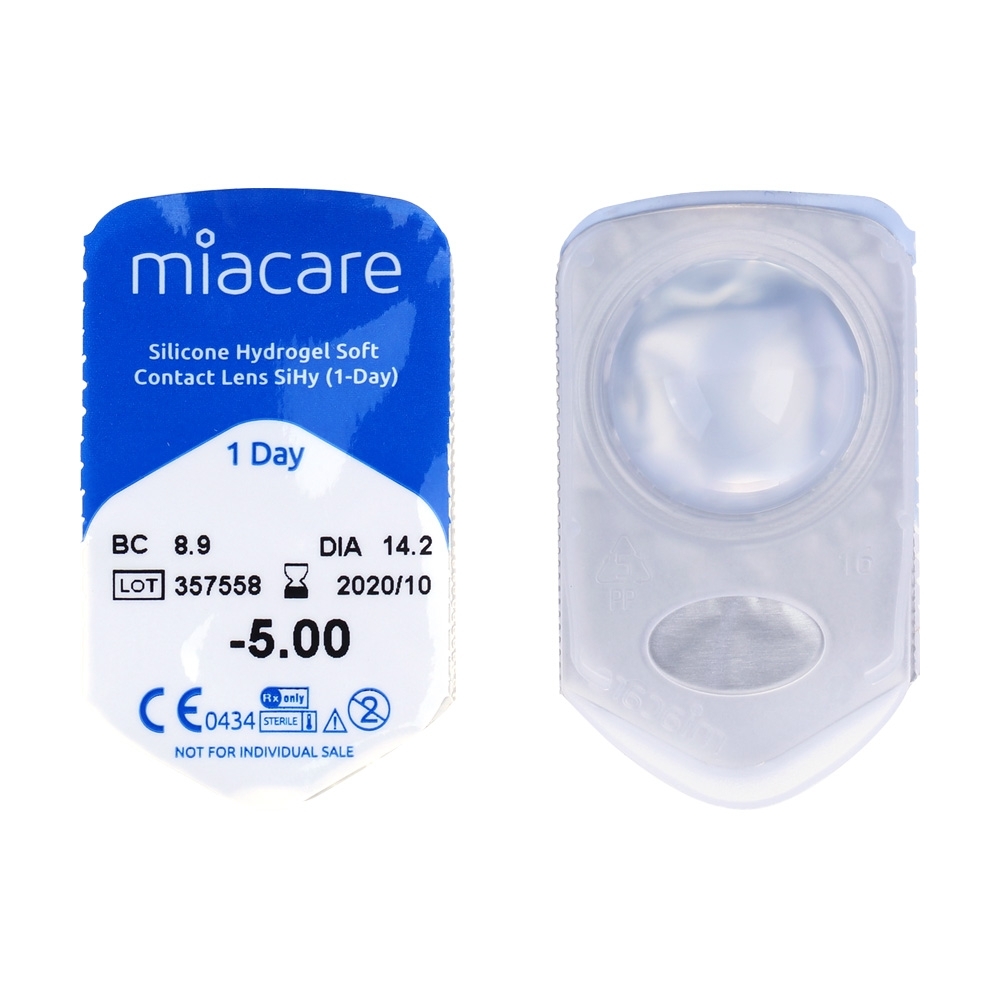 miacare
Silicone Hydrogel Soft
Contact Lens SiHy (1-Day)
1 Day
BC 8.9 DIA 14.2
LOT 357558 2020/10
-5.00
CE 0434 Rx only
STERILE 2
NOT FOR INDIVIDUAL SALE
10
PP